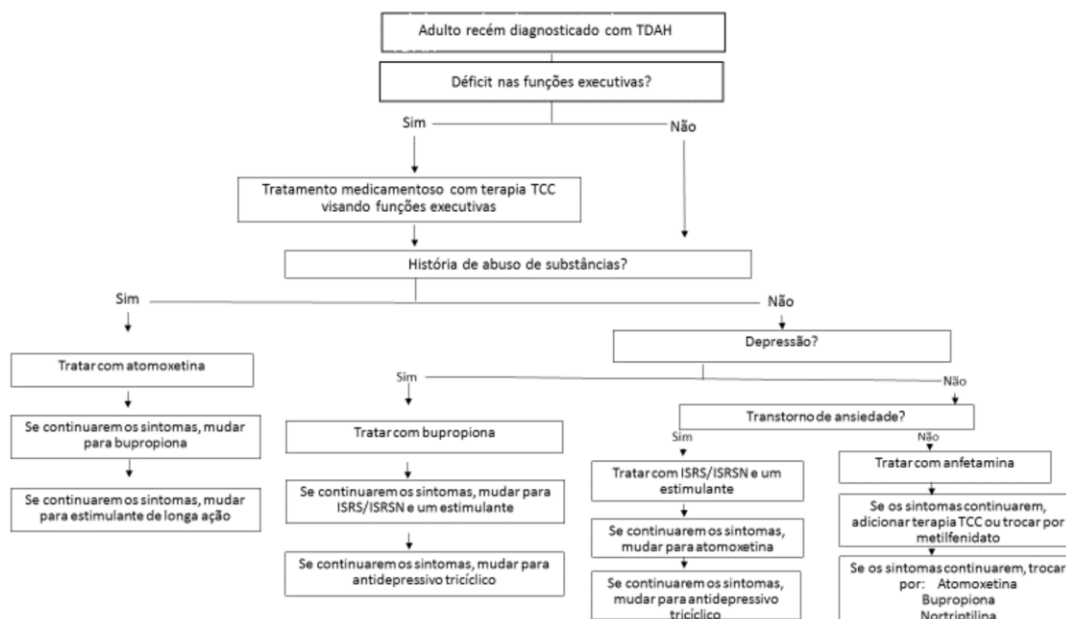 Adulto recém diagnosticado com TDAH
Déficit nas funções executivas?
Sim
Não
Tratamento medicamentoso com terapia TCC
visando funções executivas
História de abuso de substâncias?
Sim
Não
Depressão?
Tratar com atomoxetina
Sim
Não
Se continuarem os sintomas, mudar
para bupropiona
Tratar com bupropiona
Transtorno de ansiedade?
Sim
Não
Se continuarem os sintomas, mudar
para estimulante de longa ação
Se continuarem os sintomas, mudar para
ISRS/ISRSN e um estimulante
Tratar com ISRS/ISRSN e um
estimulante
Tratar com anfetamina
Se continuarem os sintomas, mudar para
antidepressivo tricíclico
Se continuarem os sintomas,
mudar para atomoxetina
Se os sintomas continuarem,
adicionar terapia TCC ou trocar por
metilfenidato
Se continuarem os sintomas,
mudar para antidepressivo
tricíclico
Se os sintomas continuarem, trocar
por: Atomoxetina
Bupropiona
Nortriptilina